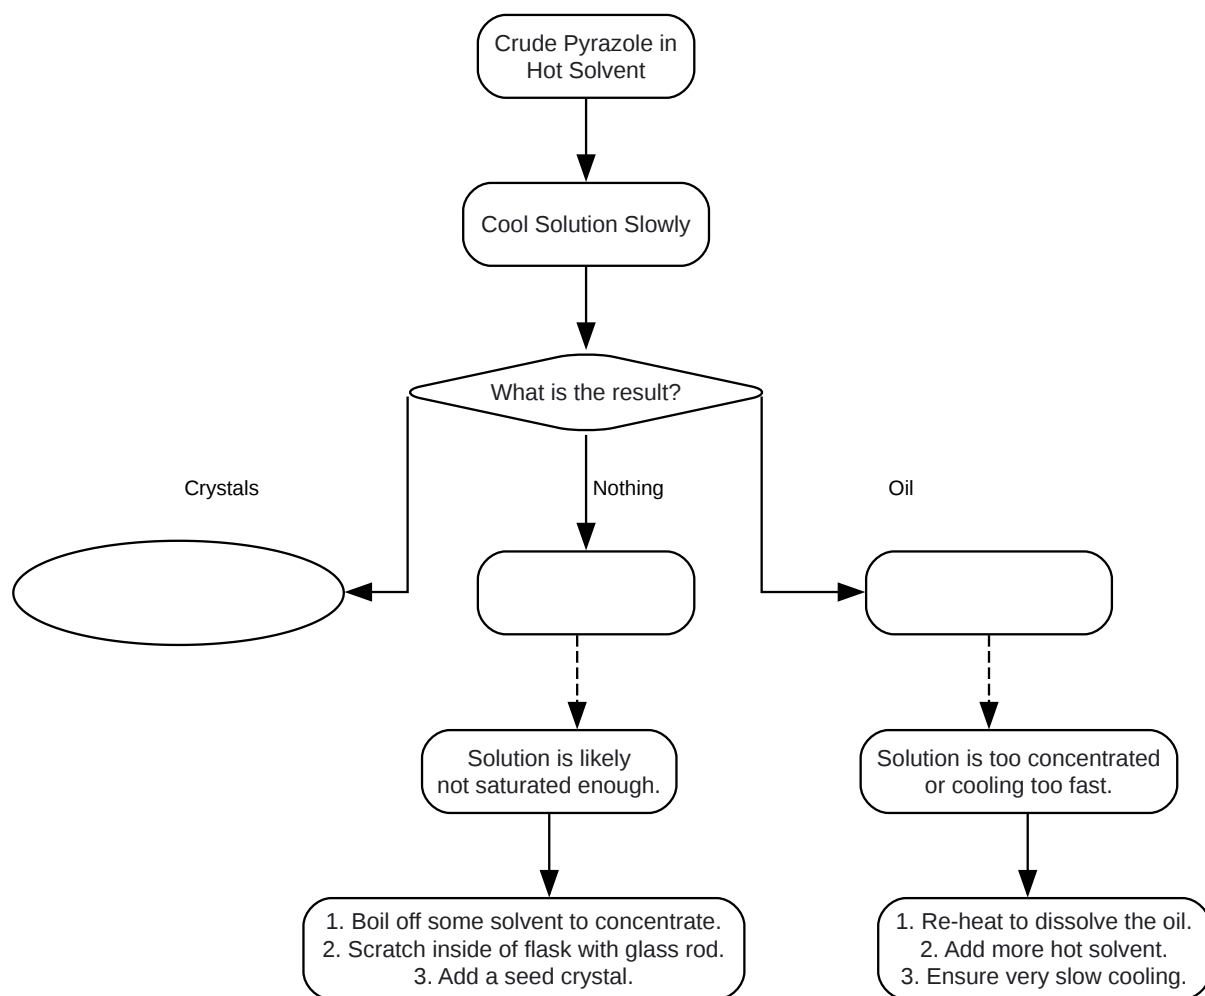 Crude Pyrazole in
Hot Solvent
Cool Solution Slowly
What is the result?
Crystals
Nothing
Oil
Solution is likely
not saturated enough.
Solution is too concentrated
or cooling too fast.
1. Boil off some solvent to concentrate.
2. Scratch inside of flask with glass rod.
3. Add a seed crystal.
1. Re-heat to dissolve the oil.
2. Add more hot solvent.
3. Ensure very slow cooling.